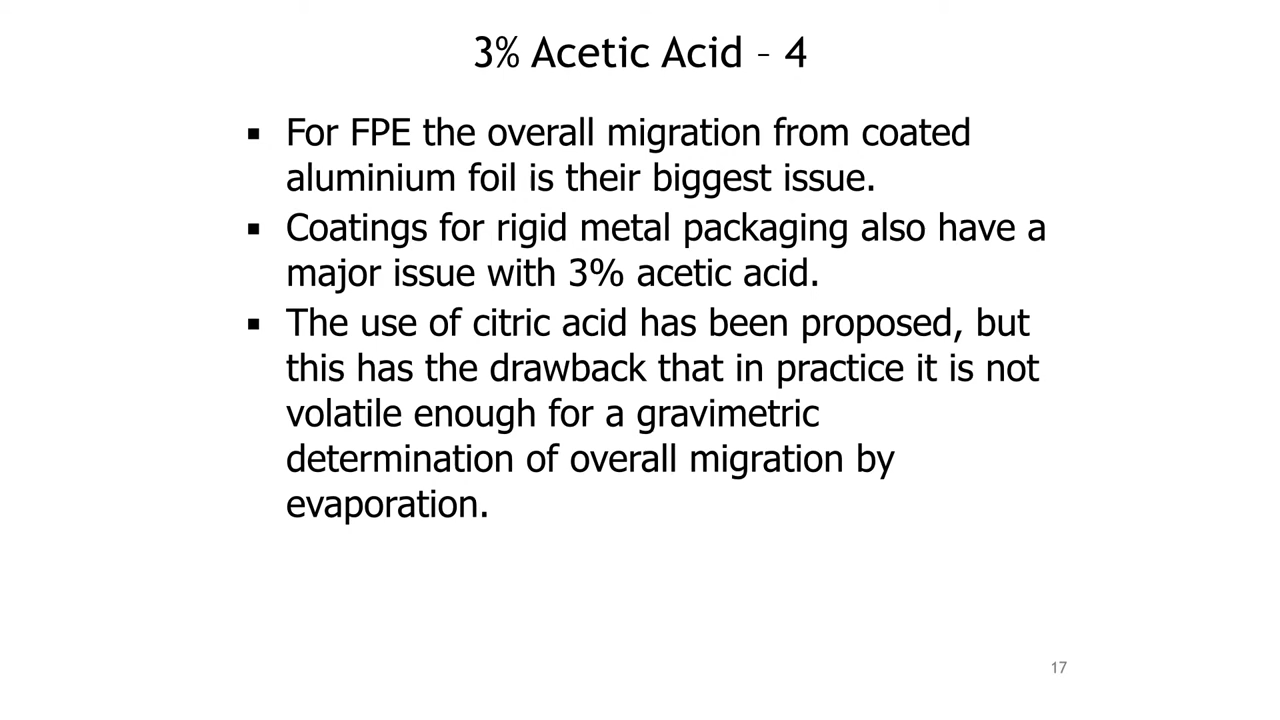 3% Acetic Acid – 4
▪ For FPE the overall migration from coated
aluminium foil is their biggest issue.
▪ Coatings for rigid metal packaging also have a
major issue with 3% acetic acid.
▪ The use of citric acid has been proposed, but
this has the drawback that in practice it is not
volatile enough for a gravimetric
determination of overall migration by
evaporation.
17